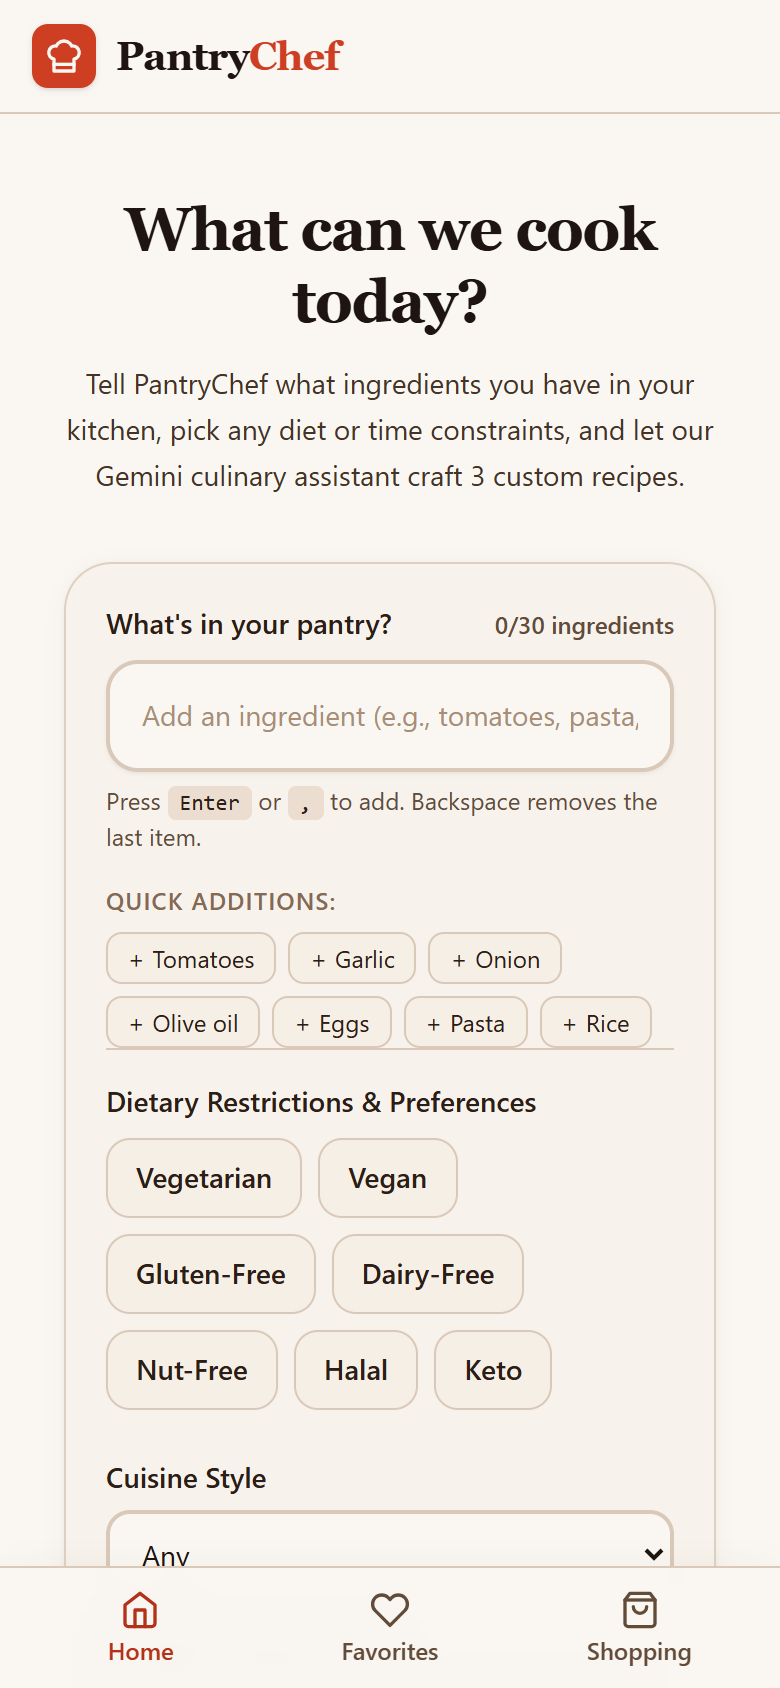 PantryChef
What can we cook
today?
Tell PantryChef what ingredients you have in your
kitchen, pick any diet or time constraints, and let our
Gemini culinary assistant craft 3 custom recipes.
What's in your pantry? 0/30 ingredients
Add an ingredient (e.g., tomatoes, pasta,
Press Enter or , to add. Backspace removes the
last item.
QUICK ADDITIONS:
+ Tomatoes + Garlic + Onion
+ Olive oil + Eggs + Pasta + Rice
Dietary Restrictions & Preferences
Vegetarian Vegan
Gluten-Free Dairy-Free
Nut-Free Halal Keto
Cuisine Style
Any
Home Favorites Shopping